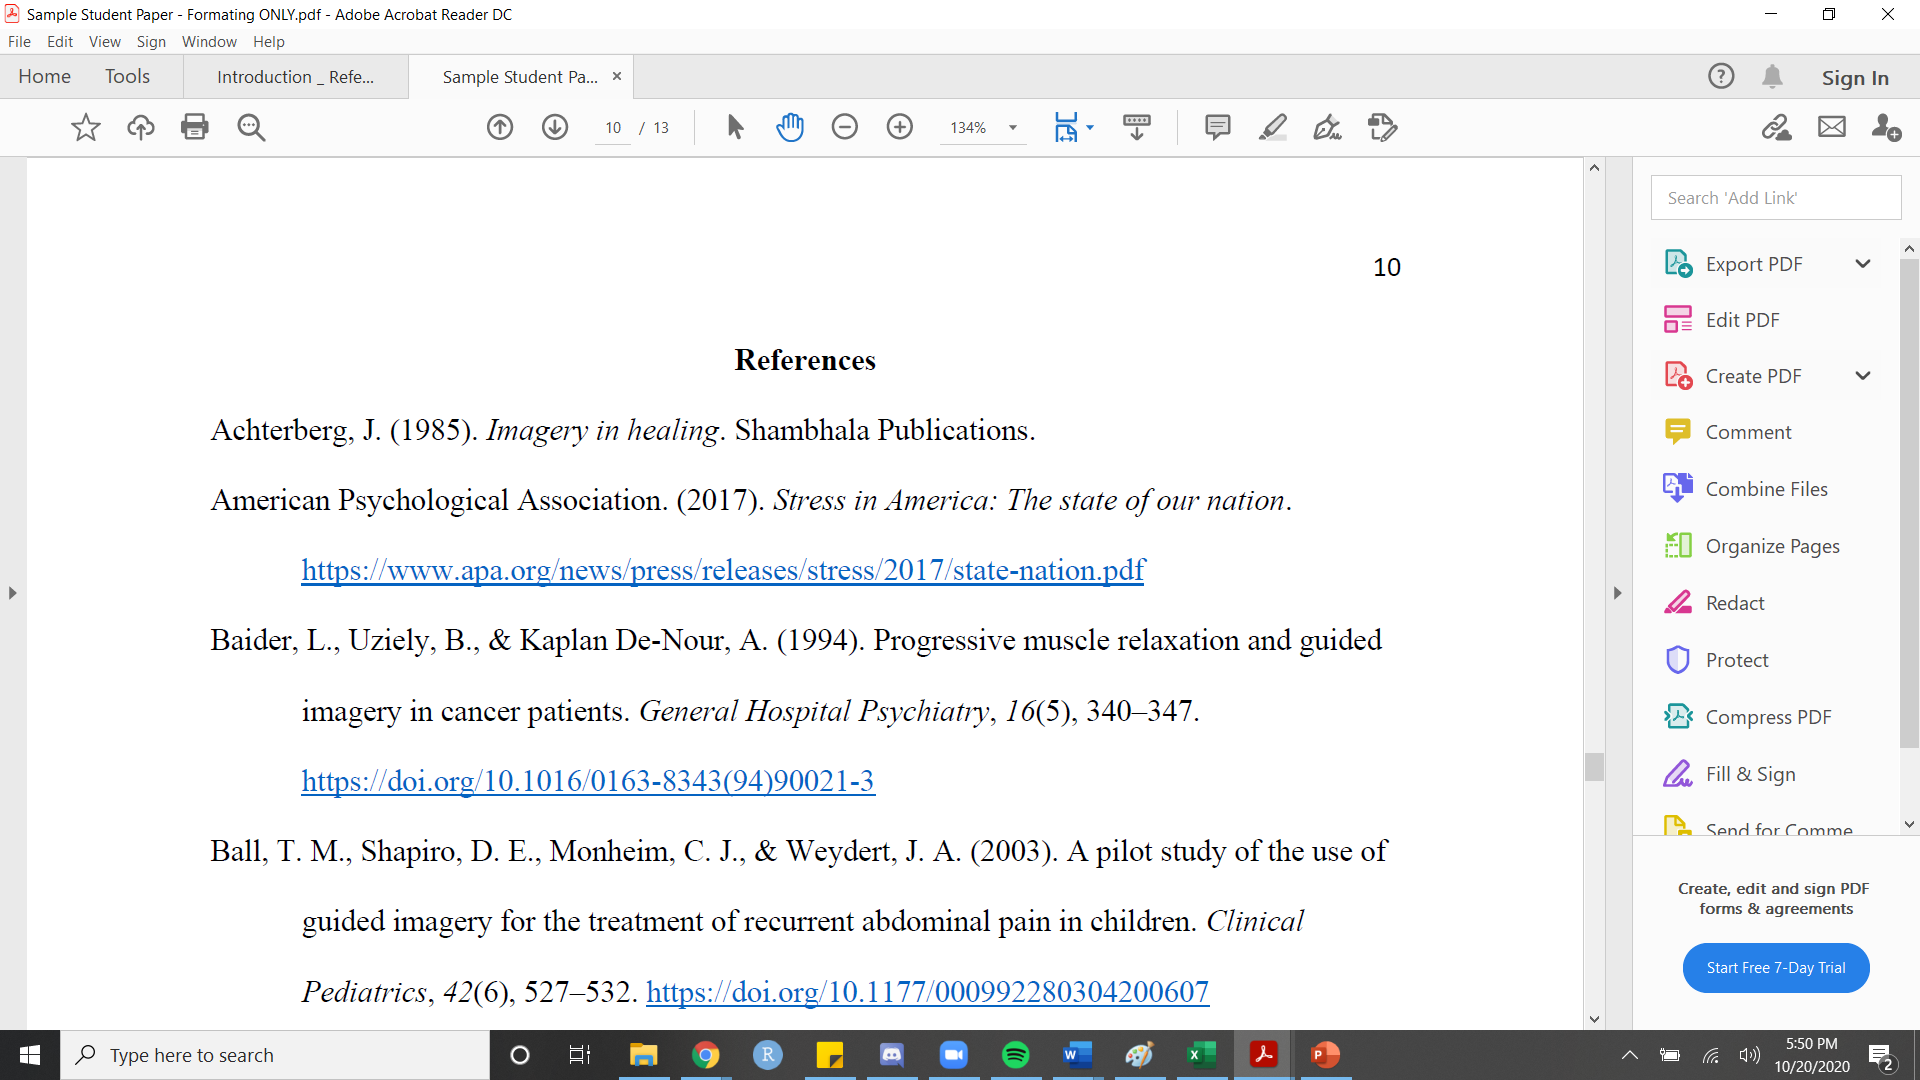 Sample Student Paper - Formating ONLY.pdf - Adobe Acrobat Reader DC
File Edit View Sign Window Help
Home Tools Introduction _ Refe... Sample Student Pa... × Sign In
10 / 13 134%
Search 'Add Link'
Export PDF
Edit PDF
Create PDF
Comment
Combine Files
Organize Pages
Redact
Protect
Compress PDF
Fill & Sign
Send for Comme
Create, edit and sign PDF
forms & agreements
Start Free 7-Day Trial
10
References
Achterberg, J. (1985). Imagery in healing. Shambhala Publications.
American Psychological Association. (2017). Stress in America: The state of our nation.
https://www.apa.org/news/press/releases/stress/2017/state-nation.pdf
Baider, L., Uziely, B., & Kaplan De-Nour, A. (1994). Progressive muscle relaxation and guided
imagery in cancer patients. General Hospital Psychiatry, 16(5), 340–347.
https://doi.org/10.1016/0163-8343(94)90021-3
Ball, T. M., Shapiro, D. E., Monheim, C. J., & Weydert, J. A. (2003). A pilot study of the use of
guided imagery for the treatment of recurrent abdominal pain in children. Clinical
Pediatrics, 42(6), 527–532. https://doi.org/10.1177/000992280304200607
Type here to search
5:50 PM
10/20/2020
2